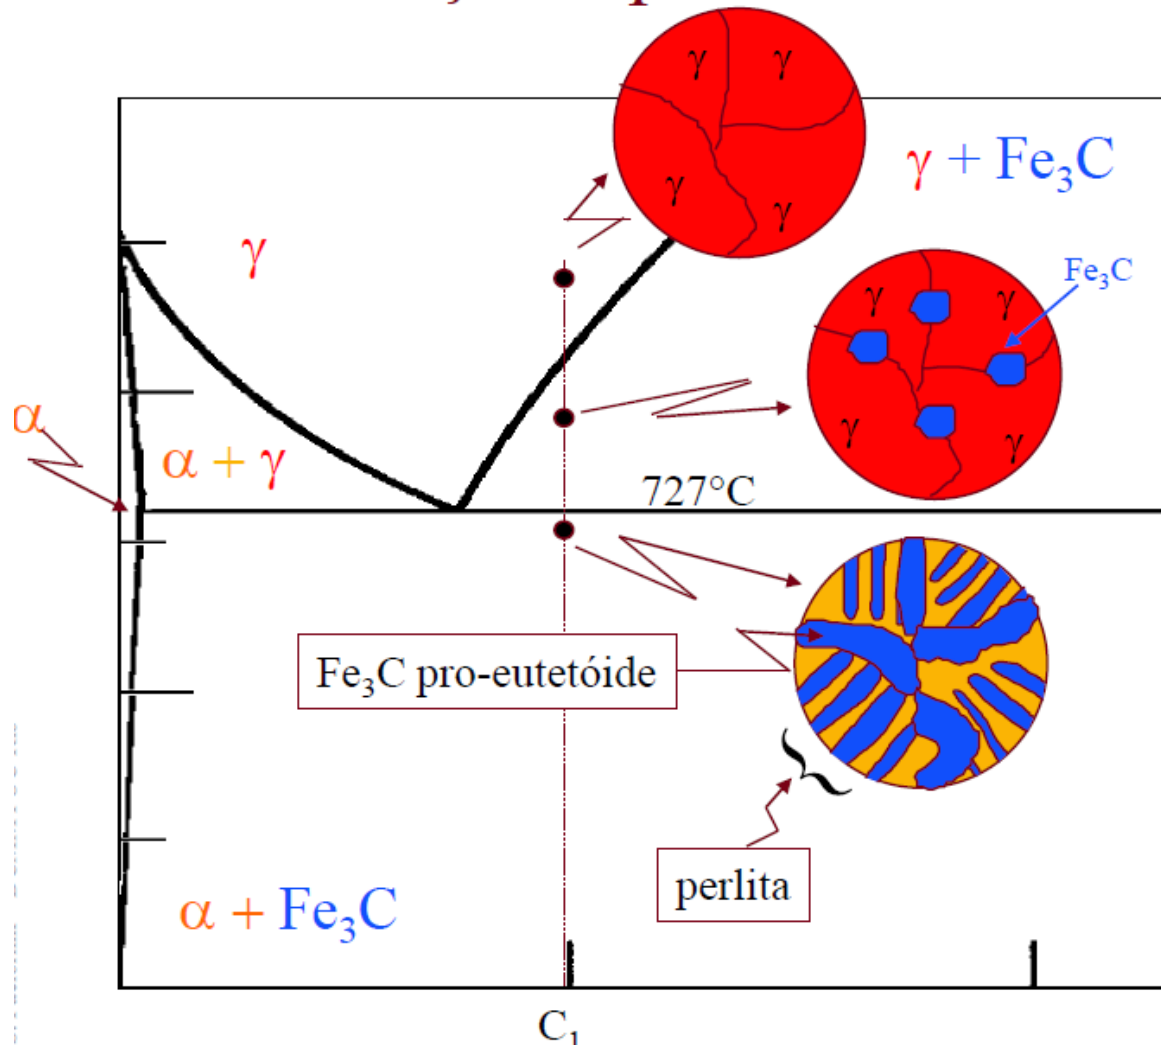 γ γ
γ + Fe₃C
γ γ
γ
Fe₃C
γ γ
α
α + γ
γ γ
727°C
Fe₃C pro-eutetóide
}
perlita
α + Fe₃C
C₁